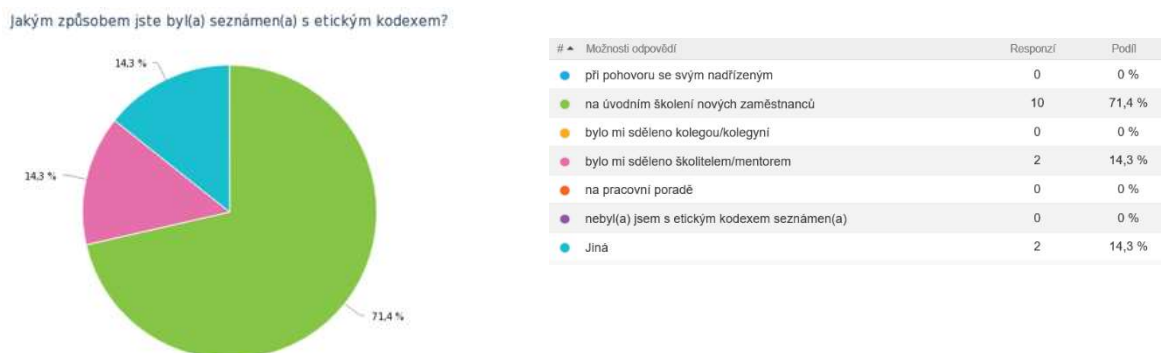 Jakým způsobem jste byl(a) seznámen(a) s etickým kodexem?
14,3 %
14,3 %
71,4 %
# Možnosti odpovědí Responzí Podíl
při pohovoru se svým nadřízeným 0 0 %
na úvodním školení nových zaměstnanců 10 71,4 %
bylo mi sděleno kolegou/kolegyní 0 0 %
bylo mi sděleno školitelem/mentorem 2 14,3 %
na pracovní poradě 0 0 %
nebyl(a) jsem s etickým kodexem seznámen(a) 0 0 %
Jiná 2 14,3 %